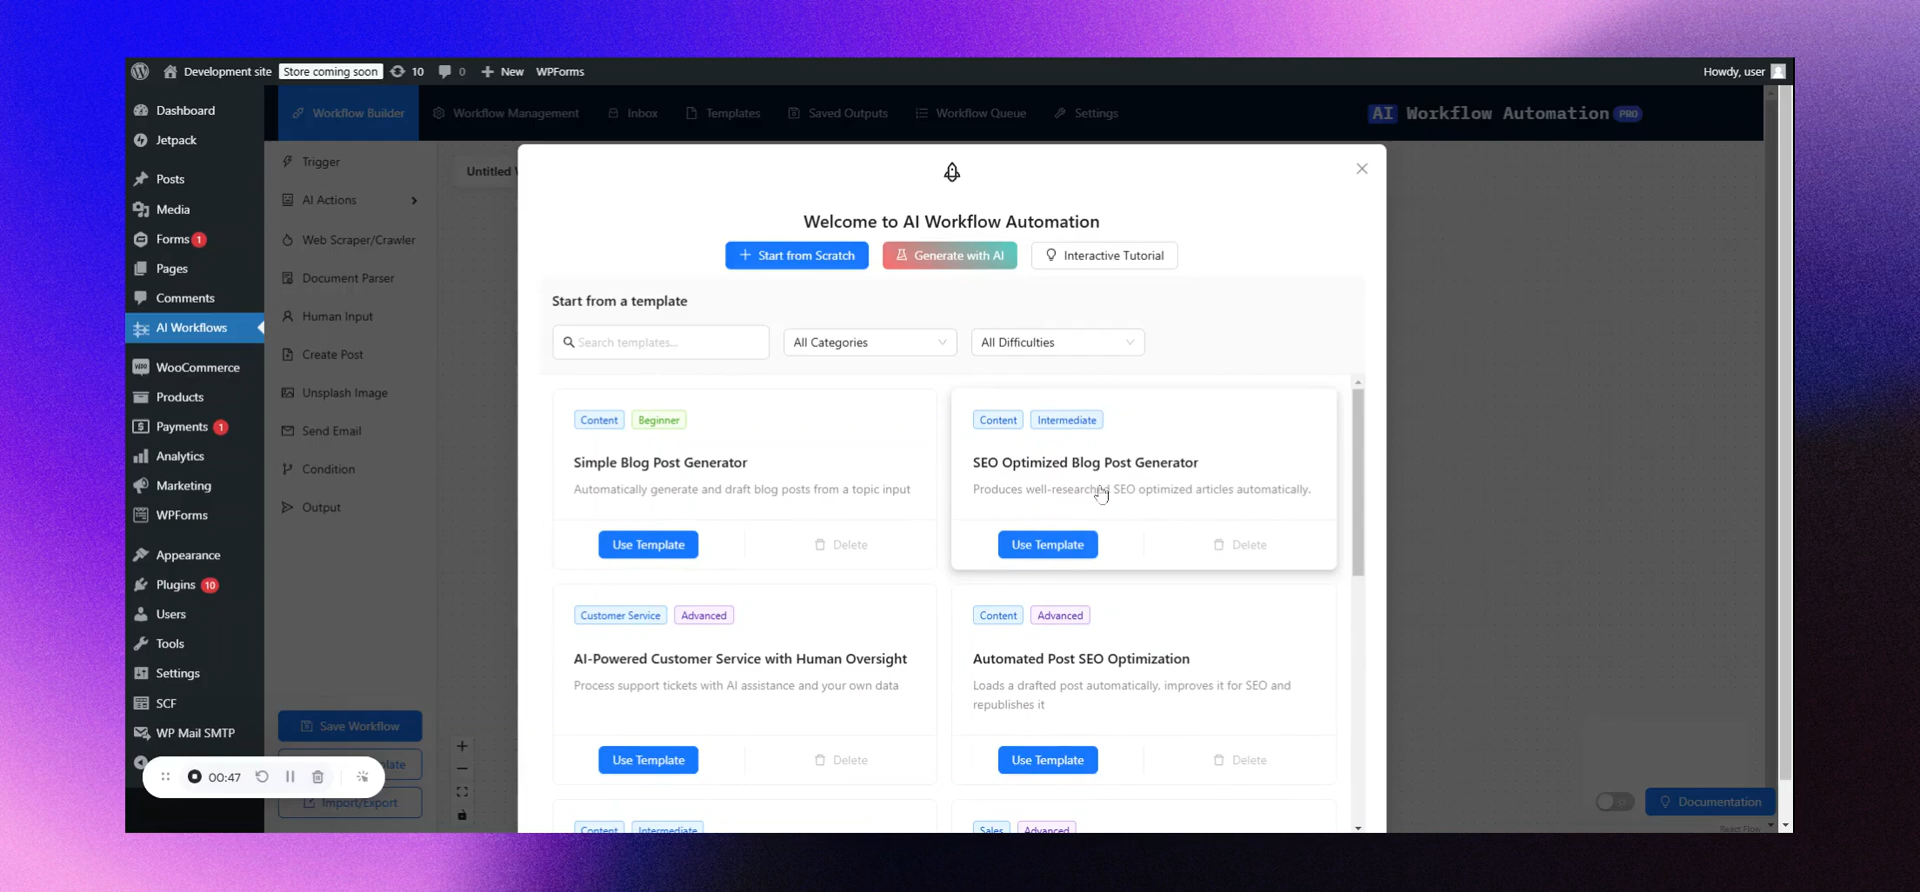 Development site Store coming soon 10 0 New WPForms Howdy, user
Dashboard
Jetpack
Posts
Media
Forms 1
Pages
Comments
AI Workflows
WooCommerce
Products
Payments 1
Analytics
Marketing
WPForms
Appearance
Plugins 10
Users
Tools
Settings
SCF
WP Mail SMTP
00:47
Workflow Builder Workflow Management Inbox Templates Saved Outputs Workflow Queue Settings AI Workflow Automation PRO
Trigger
AI Actions
Web Scraper/Crawler
Document Parser
Human Input
Create Post
Unsplash Image
Send Email
Condition
Output
Save Workflow
Import/Export
Untitled
Welcome to AI Workflow Automation
Start from Scratch Generate with AI Interactive Tutorial
Start from a template
Search templates... All Categories All Difficulties
Content Beginner
Simple Blog Post Generator
Automatically generate and draft blog posts from a topic input
Use Template Delete
Content Intermediate
SEO Optimized Blog Post Generator
Produces well-researched SEO optimized articles automatically.
Use Template Delete
Customer Service Advanced
AI-Powered Customer Service with Human Oversight
Process support tickets with AI assistance and your own data
Use Template Delete
Content Advanced
Automated Post SEO Optimization
Loads a drafted post automatically, improves it for SEO and
republishes it
Use Template Delete
Content Intermediate
Sales Advanced
Documentation
React Flow